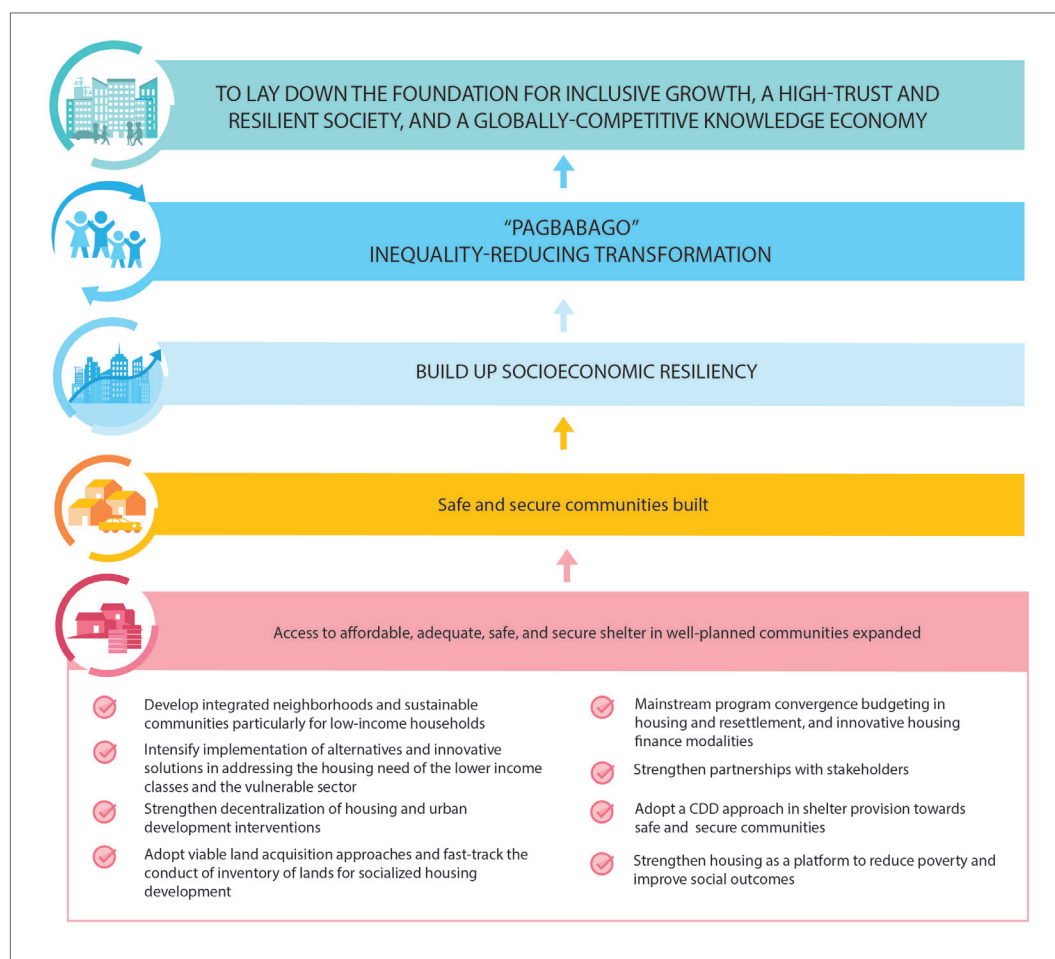 TO LAY DOWN THE FOUNDATION FOR INCLUSIVE GROWTH, A HIGH-TRUST AND
RESILIENT SOCIETY, AND A GLOBALLY-COMPETITIVE KNOWLEDGE ECONOMY
“PAGBABAGO”
INEQUALITY-REDUCING TRANSFORMATION
BUILD UP SOCIOECONOMIC RESILIENCY
Safe and secure communities built
Access to affordable, adequate, safe, and secure shelter in well-planned communities expanded
Develop integrated neighborhoods and sustainable
communities particularly for low-income households
Intensify implementation of alternatives and innovative
solutions in addressing the housing need of the lower income
classes and the vulnerable sector
Strengthen decentralization of housing and urban
development interventions
Adopt viable land acquisition approaches and fast-track the
conduct of inventory of lands for socialized housing
development
Mainstream program convergence budgeting in
housing and resettlement, and innovative housing
finance modalities
Strengthen partnerships with stakeholders
Adopt a CDD approach in shelter provision towards
safe and secure communities
Strengthen housing as a platform to reduce poverty and
improve social outcomes